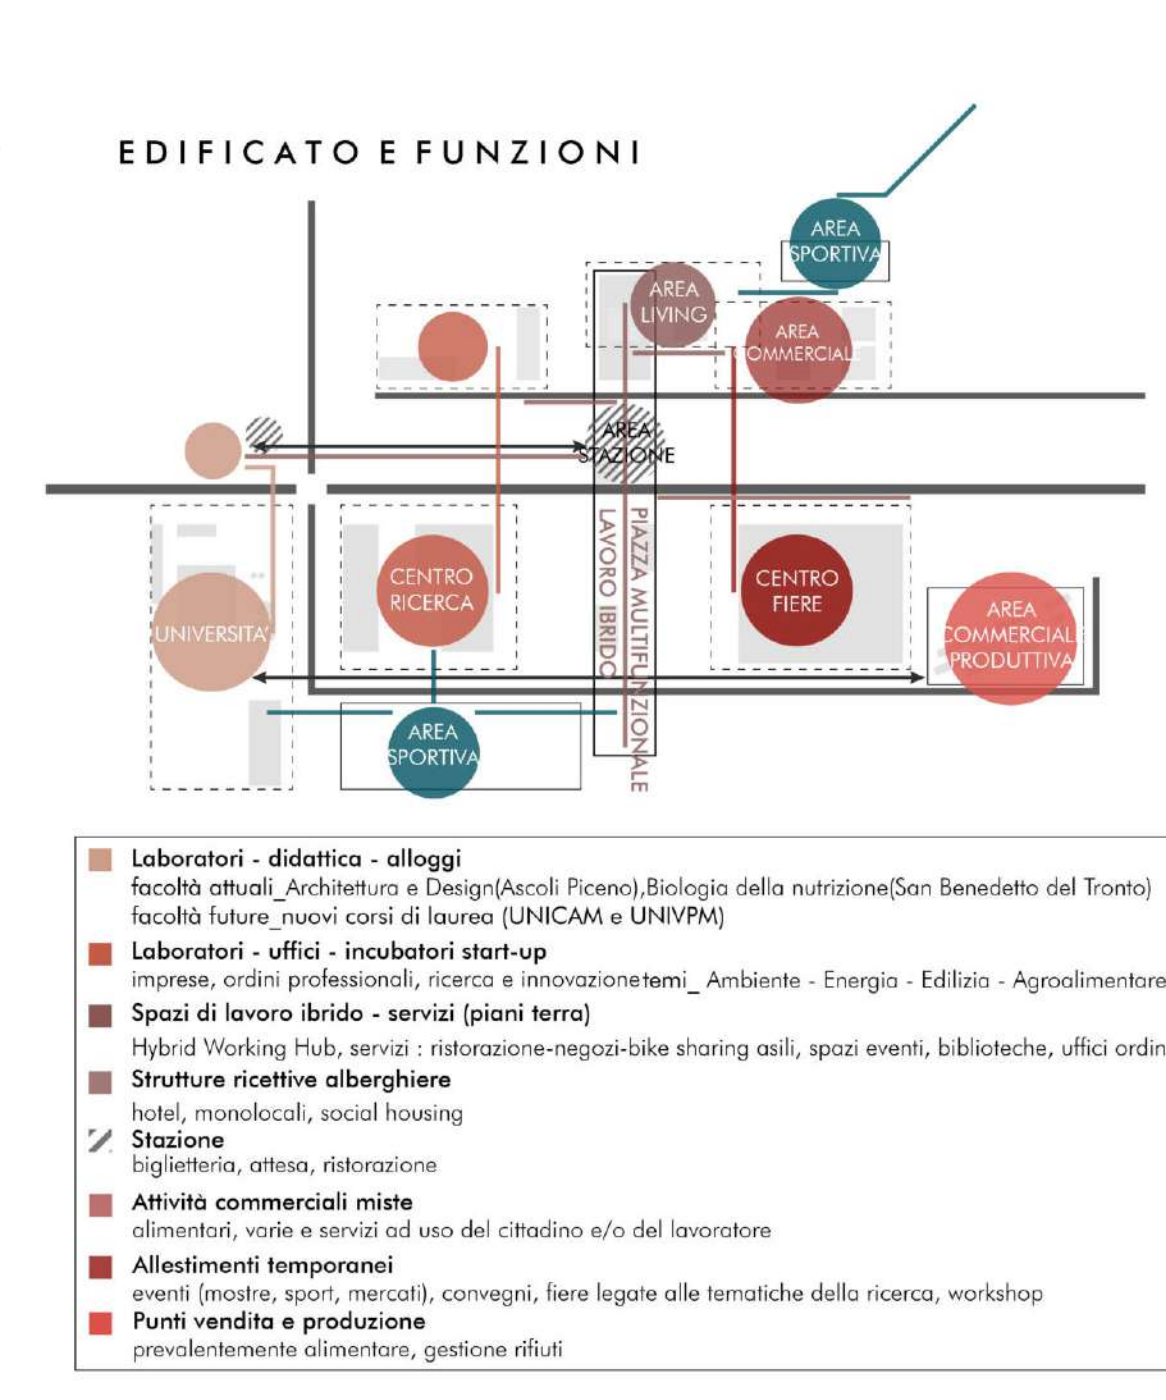 EDIFICATO E FUNZIONI
AREA
SPORTIVA
AREA
LIVING
AREA
COMMERCIALE
AREA
STAZIONE
PIAZZA MULTIFUNZIONALE
LAVORO IBRIDO
CENTRO
RICERCA
CENTRO
FIERE
UNIVERSITA'
AREA
COMMERCIALE
PRODUTTIVA
AREA
SPORTIVA
Laboratori - didattica - alloggi
facoltà attuali_Architettura e Design(Ascoli Piceno),Biologia della nutrizione(San Benedetto del Tronto)
facoltà future_nuovi corsi di laurea (UNICAM e UNIVPM)
Laboratori - uffici - incubatori start-up
imprese, ordini professionali, ricerca e innovazionetemi_ Ambiente - Energia - Edilizia - Agroalimentare
Spazi di lavoro ibrido - servizi (piani terra)
Hybrid Working Hub, servizi : ristorazione-negozi-bike sharing asili, spazi eventi, biblioteche, uffici ordin
Strutture ricettive alberghiere
hotel, monolocali, social housing
Stazione
biglietteria, attesa, ristorazione
Attività commerciali miste
alimentari, varie e servizi ad uso del cittadino e/o del lavoratore
Allestimenti temporanei
eventi (mostre, sport, mercati), convegni, fiere legate alle tematiche della ricerca, workshop
Punti vendita e produzione
prevalentemente alimentare, gestione rifiuti